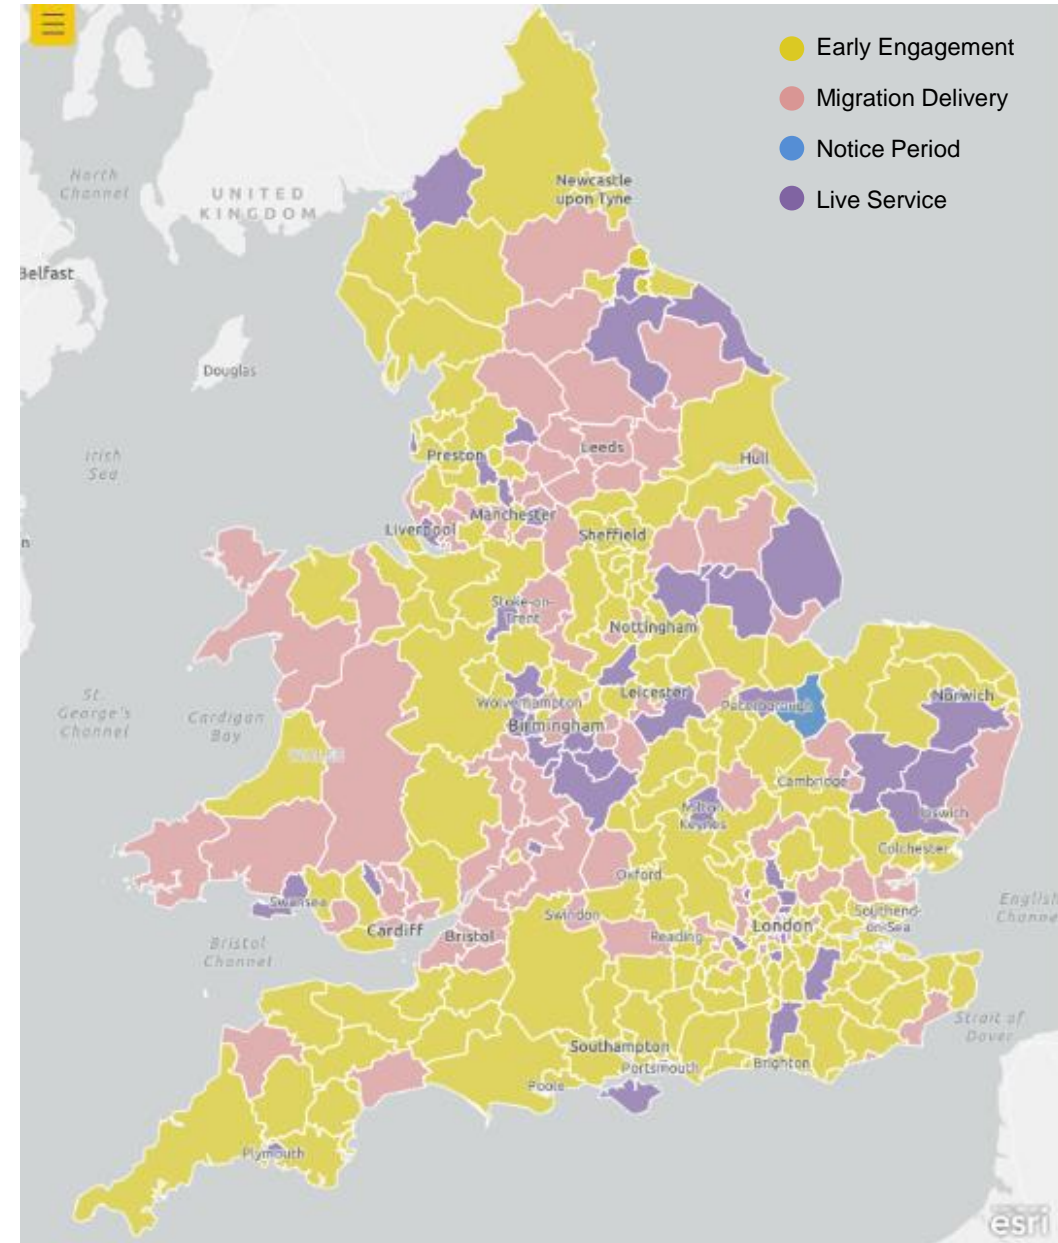 Early Engagement
Migration Delivery
North
Channel
Notice Period
UNITED
KINGDOM
Newcastle
upon Tyne
Live Service
Belfast
Douglas
Irish
Sea
Preston
Leeds
Hull
Manchester
Liverpool
Sheffield
n
Stoke-on-
Trent
Nottingham
St.
George's
Channel
Cardigan
Bay
Wolverhampton
Leicester
Peterborough
Norwich
Birmingham
WALES
Cambridge
Milton
Keynes
Ipswich
Colchester
Oxford
Swansea
Swindon
Cardiff
Bristol
Reading
London
Southend-
on-Sea
English
Channel
Bristol
Channel
Strait of
Dover
Southampton
Portsmouth
Brighton
Poole
Plymouth
esri